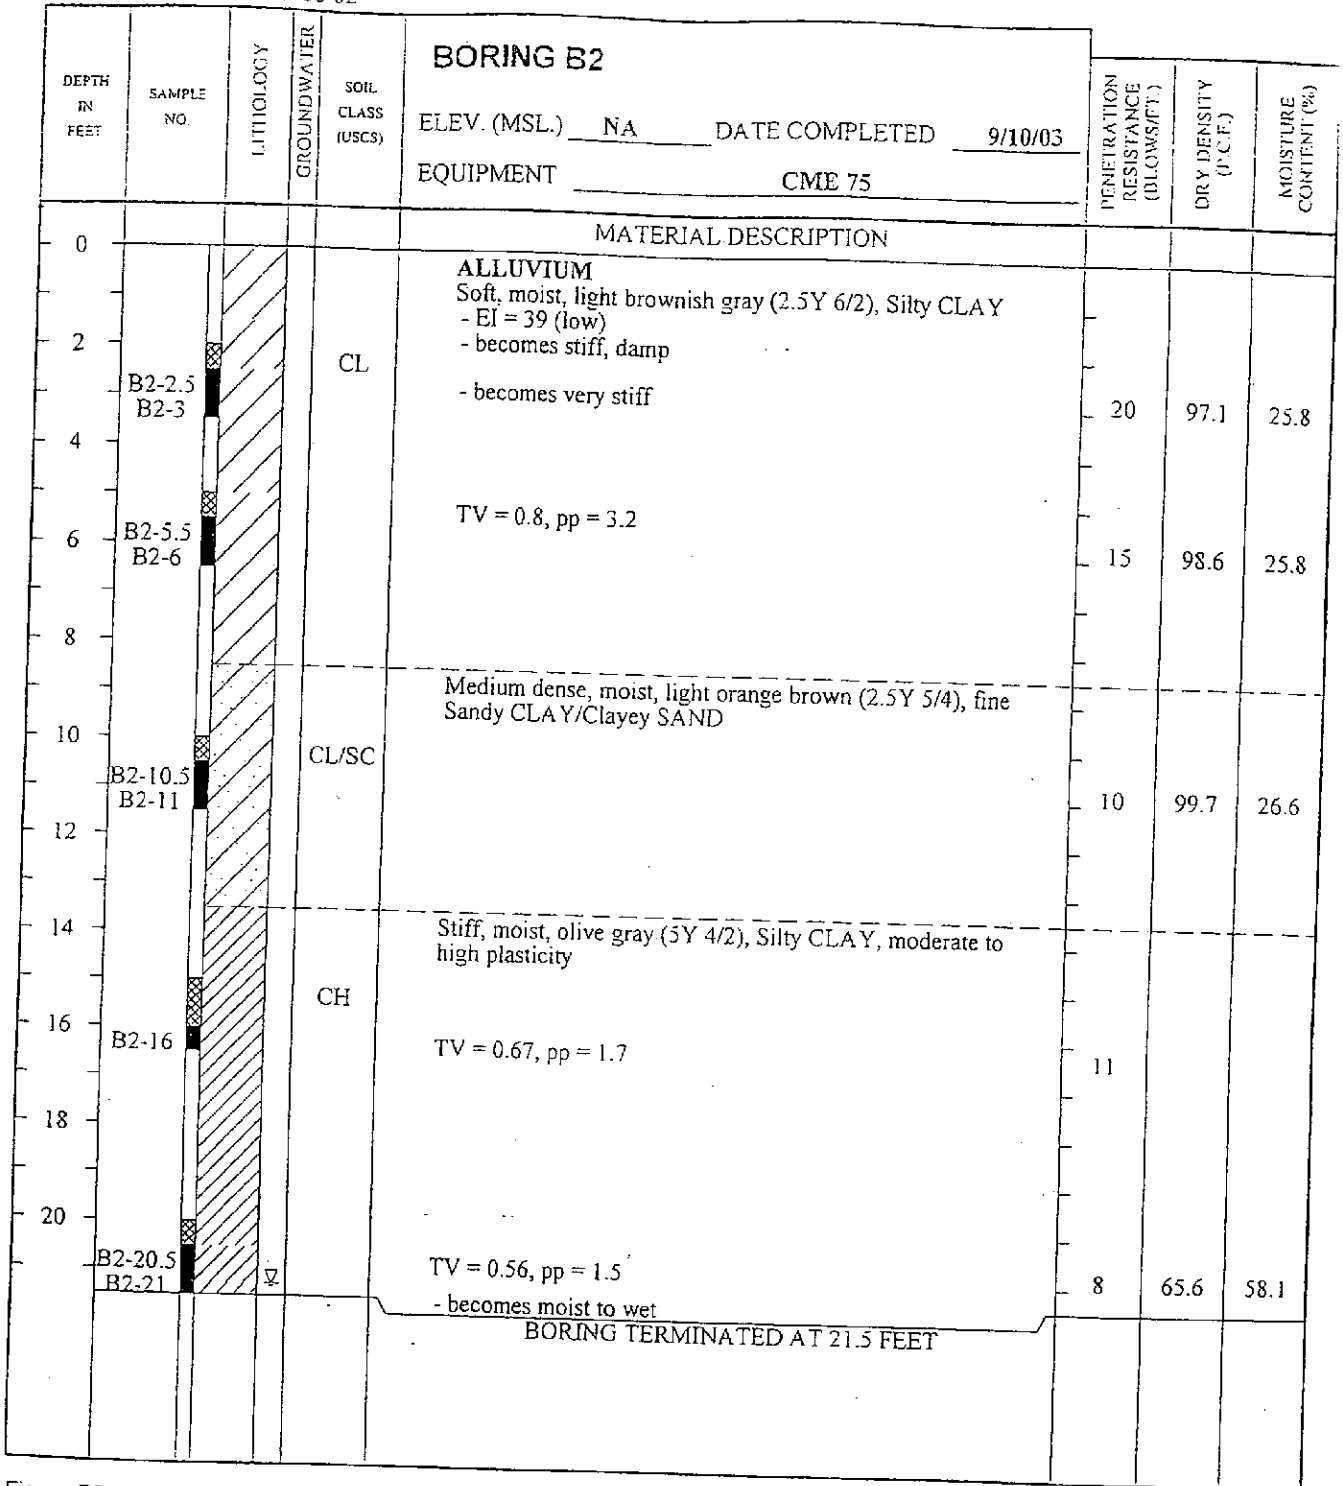 BORING B2
DEPTH
IN
FEET
SAMPLE
NO.
LITHOLOGY
GROUNDWATER
SOIL
CLASS
(USCS)
ELEV. (MSL.) NA DATE COMPLETED 9/10/03
EQUIPMENT CME 75
PENETRATION
RESISTANCE
(BLOWS/FT.)
DRY DENSITY
(P.C.F.)
MOISTURE
CONTENT (%)
MATERIAL DESCRIPTION
0
ALLUVIUM
Soft, moist, light brownish gray (2.5Y 6/2), Silty CLAY
- EI = 39 (low)
2
- becomes stiff, damp
CL
B2-2.5
- becomes very stiff
B2-3
20 97.1 25.8
4
TV = 0.8, pp = 3.2
B2-5.5
6
B2-6
15 98.6 25.8
8
Medium dense, moist, light orange brown (2.5Y 5/4), fine
Sandy CLAY/Clayey SAND
10
CL/SC
B2-10.5
B2-11
10 99.7 26.6
12
14
Stiff, moist, olive gray (5Y 4/2), Silty CLAY, moderate to
high plasticity
CH
16
B2-16
TV = 0.67, pp = 1.7
11
18
20
B2-20.5
TV = 0.56, pp = 1.5
B2-21
8 65.6 58.1
- becomes moist to wet
BORING TERMINATED AT 21.5 FEET